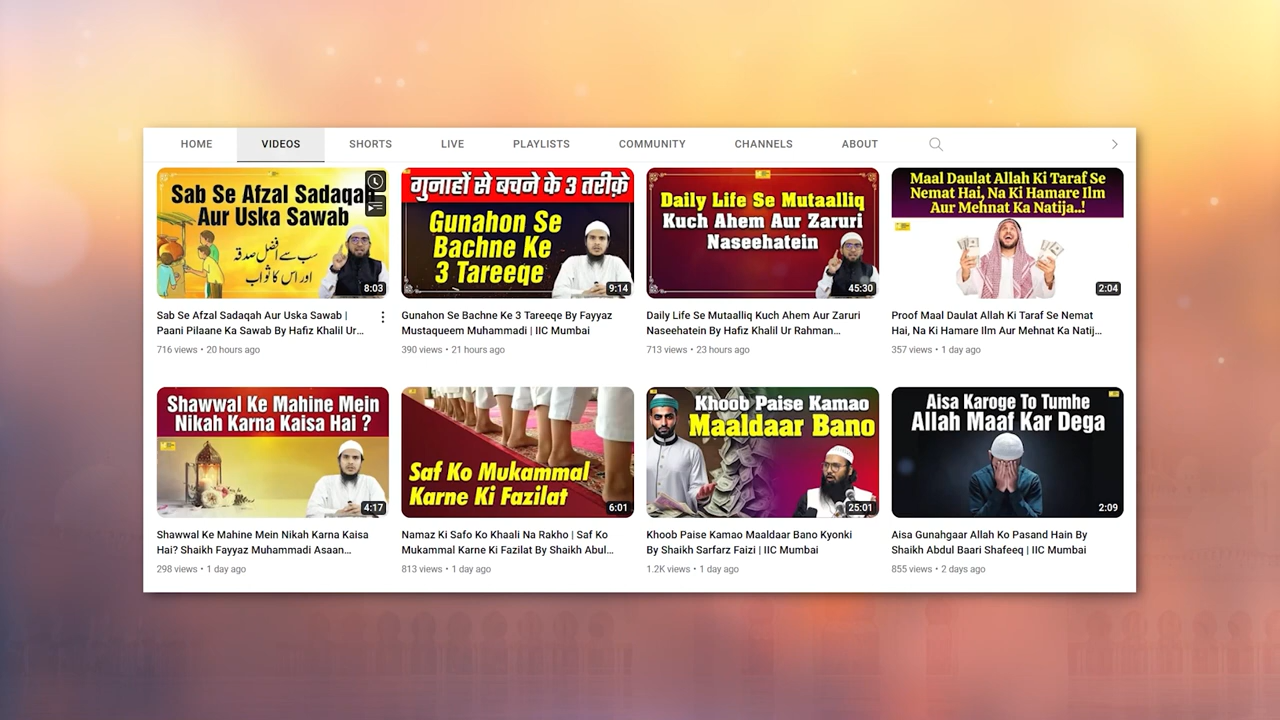 HOME VIDEOS SHORTS LIVE PLAYLISTS COMMUNITY CHANNELS ABOUT
Sab Se Afzal Sadaqah
Aur Uska Sawab
سب سے افضل صدقہ
اور اس کا ثواب
8:03
Sab Se Afzal Sadaqah Aur Uska Sawab |
Paani Pilaane Ka Sawab By Hafiz Khalil Ur...
716 views • 20 hours ago
गुनाहों से बचने के 3 तरीक़े
Gunahon Se
Bachne Ke
3 Tareeqe
9:14
Gunahon Se Bachne Ke 3 Tareeqe By Fayyaz
Mustaqueem Muhammadi | IIC Mumbai
390 views • 21 hours ago
Daily Life Se Mutaalliq
Kuch Ahem Aur Zaruri
Naseehatein
45:30
Daily Life Se Mutaalliq Kuch Ahem Aur Zaruri
Naseehatein By Hafiz Khalil Ur Rahman...
713 views • 23 hours ago
Maal Daulat Allah Ki Taraf Se
Nemat Hai, Na Ki Hamare Ilm
Aur Mehnat Ka Natija..!
2:04
Proof Maal Daulat Allah Ki Taraf Se Nemat
Hai, Na Ki Hamare Ilm Aur Mehnat Ka Natij...
357 views • 1 day ago
Shawwal Ke Mahine Mein
Nikah Karna Kaisa Hai ?
4:17
Shawwal Ke Mahine Mein Nikah Karna Kaisa
Hai? Shaikh Fayyaz Muhammadi Asaan...
298 views • 1 day ago
Saf Ko Mukammal
Karne Ki Fazilat
6:01
Namaz Ki Safo Ko Khaali Na Rakho | Saf Ko
Mukammal Karne Ki Fazilat By Shaikh Abul...
813 views • 1 day ago
Khoob Paise Kamao
Maaldaar Bano
25:01
Khoob Paise Kamao Maaldaar Bano Kyonki
By Shaikh Sarfarz Faizi | IIC Mumbai
1.2K views • 1 day ago
Aisa Karoge To Tumhe
Allah Maaf Kar Dega
2:09
Aisa Gunahgaar Allah Ko Pasand Hain By
Shaikh Abdul Baari Shafeeq | IIC Mumbai
855 views • 2 days ago